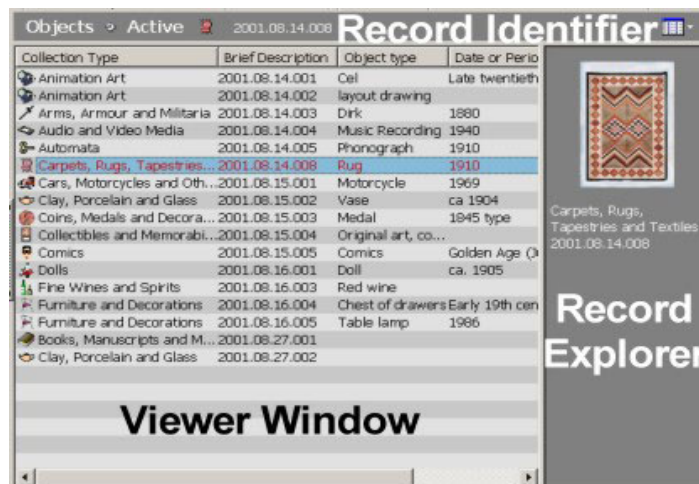 Objects Active 2001.08.14.008 Record Identifier
Collection Type Brief Description Object type Date or Perio
Animation Art 2001.08.14.001 Cel Late twentieth
Animation Art 2001.08.14.002 layout drawing
Arms, Armour and Militaria 2001.08.14.003 Dirk 1880
Audio and Video Media 2001.08.14.004 Music Recording 1940
Automata 2001.08.14.005 Phonograph 1910
Carpets, Rugs, Tapestries... 2001.08.14.008 Rug 1910
Cars, Motorcycles and Oth... 2001.08.15.001 Motorcycle 1969
Clay, Porcelain and Glass 2001.08.15.002 Vase ca 1904
Coins, Medals and Decora... 2001.08.15.003 Medal 1845 type
Collectibles and Memorabi... 2001.08.15.004 Original art, co...
Comics 2001.08.15.005 Comics Golden Age (
Dolls 2001.08.16.001 Doll ca. 1905
Fine Wines and Spirits 2001.08.16.003 Red wine
Furniture and Decorations 2001.08.16.004 Chest of drawers Early 19th cen
Furniture and Decorations 2001.08.16.005 Table lamp 1986
Books, Manuscripts and M... 2001.08.27.001
Clay, Porcelain and Glass 2001.08.27.002
Viewer Window
Carpets, Rugs,
Tapestries and Textiles
2001.08.14.008
Record
Explorer